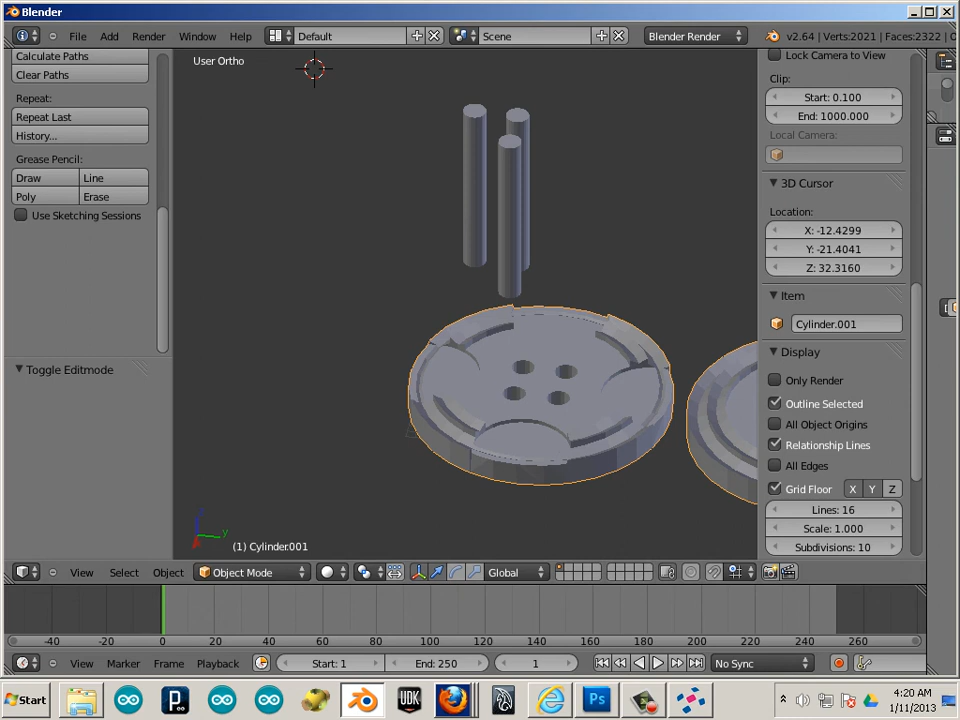 Blender
File Add Render Window Help Default Scene Blender Render v2.64 | Verts:2021 | Faces:2322 |
Calculate Paths
Clear Paths
Repeat:
Repeat Last
History...
Grease Pencil:
Draw Line
Poly Erase
Use Sketching Sessions
Toggle Editmode
User Ortho
y
(1) Cylinder.001
Lock Camera to View
Clip:
Start: 0.100
End: 1000.000
Local Camera:
3D Cursor
Location:
X: -12.4299
Y: -21.4041
Z: 32.3160
Item
Cylinder.001
Display
Only Render
Outline Selected
All Object Origins
Relationship Lines
All Edges
Grid Floor X Y Z
Lines: 16
Scale: 1.000
Subdivisions: 10
View Select Object Object Mode Global
-40 -20 0 20 40 60 80 100 120 140 160 180 200 220 240 260
View Marker Frame Playback Start: 1 End: 250 1 No Sync
Start P UDK Ps 4:20 AM
1/11/2013